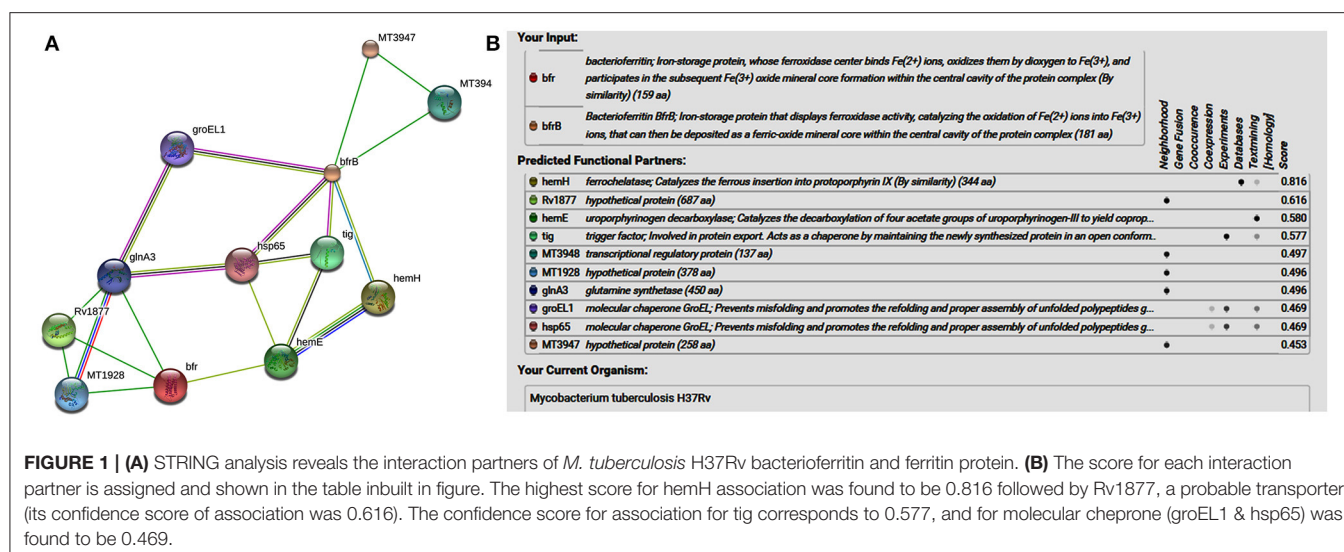 A
MT3947
MT394
groEL1
bfrB
hsp65
tig
glnA3
hemH
Rv1877
hemE
MT1928
bfr
B
Your Input:
bfr bacterioferritin; Iron-storage protein, whose ferroxidase center binds Fe(2+) ions, oxidizes them by dioxygen to Fe(3+), and
participates in the subsequent Fe(3+) oxide mineral core formation within the central cavity of the protein complex (By
similarity) (159 aa)
bfrB Bacterioferritin BfrB; Iron-storage protein that displays ferroxidase activity, catalyzing the oxidation of Fe(2+) ions into Fe(3+)
ions, that can then be deposited as a ferric-oxide mineral core within the central cavity of the protein complex (181 aa)
Neighborhood
Gene Fusion
Cooccurence
Coexpression
Experiments
Databases
Textmining
[Homology]
Score
Predicted Functional Partners:
hemH ferrochelatase; Catalyzes the ferrous insertion into protoporphyrin IX (By similarity) (344 aa) 0.816
Rv1877 hypothetical protein (687 aa) 0.616
hemE uroporphyrinogen decarboxylase; Catalyzes the decarboxylation of four acetate groups of uroporphyrinogen-III to yield coprop... 0.580
tig trigger factor; Involved in protein export. Acts as a chaperone by maintaining the newly synthesized protein in an open conform.. 0.577
MT3948 transcriptional regulatory protein (137 aa) 0.497
MT1928 hypothetical protein (378 aa) 0.496
glnA3 glutamine synthetase (450 aa) 0.496
groEL1 molecular chaperone GroEL; Prevents misfolding and promotes the refolding and proper assembly of unfolded polypeptides g... 0.469
hsp65 molecular chaperone GroEL; Prevents misfolding and promotes the refolding and proper assembly of unfolded polypeptides g... 0.469
MT3947 hypothetical protein (258 aa) 0.453
Your Current Organism:
Mycobacterium tuberculosis H37Rv
FIGURE 1 | (A) STRING analysis reveals the interaction partners of M. tuberculosis H37Rv bacterioferritin and ferritin protein. (B) The score for each interaction
partner is assigned and shown in the table inbuilt in figure. The highest score for hemH association was found to be 0.816 followed by Rv1877, a probable transporter
(its confidence score of association was 0.616). The confidence score for association for tig corresponds to 0.577, and for molecular cheprone (groEL1 & hsp65) was
found to be 0.469.